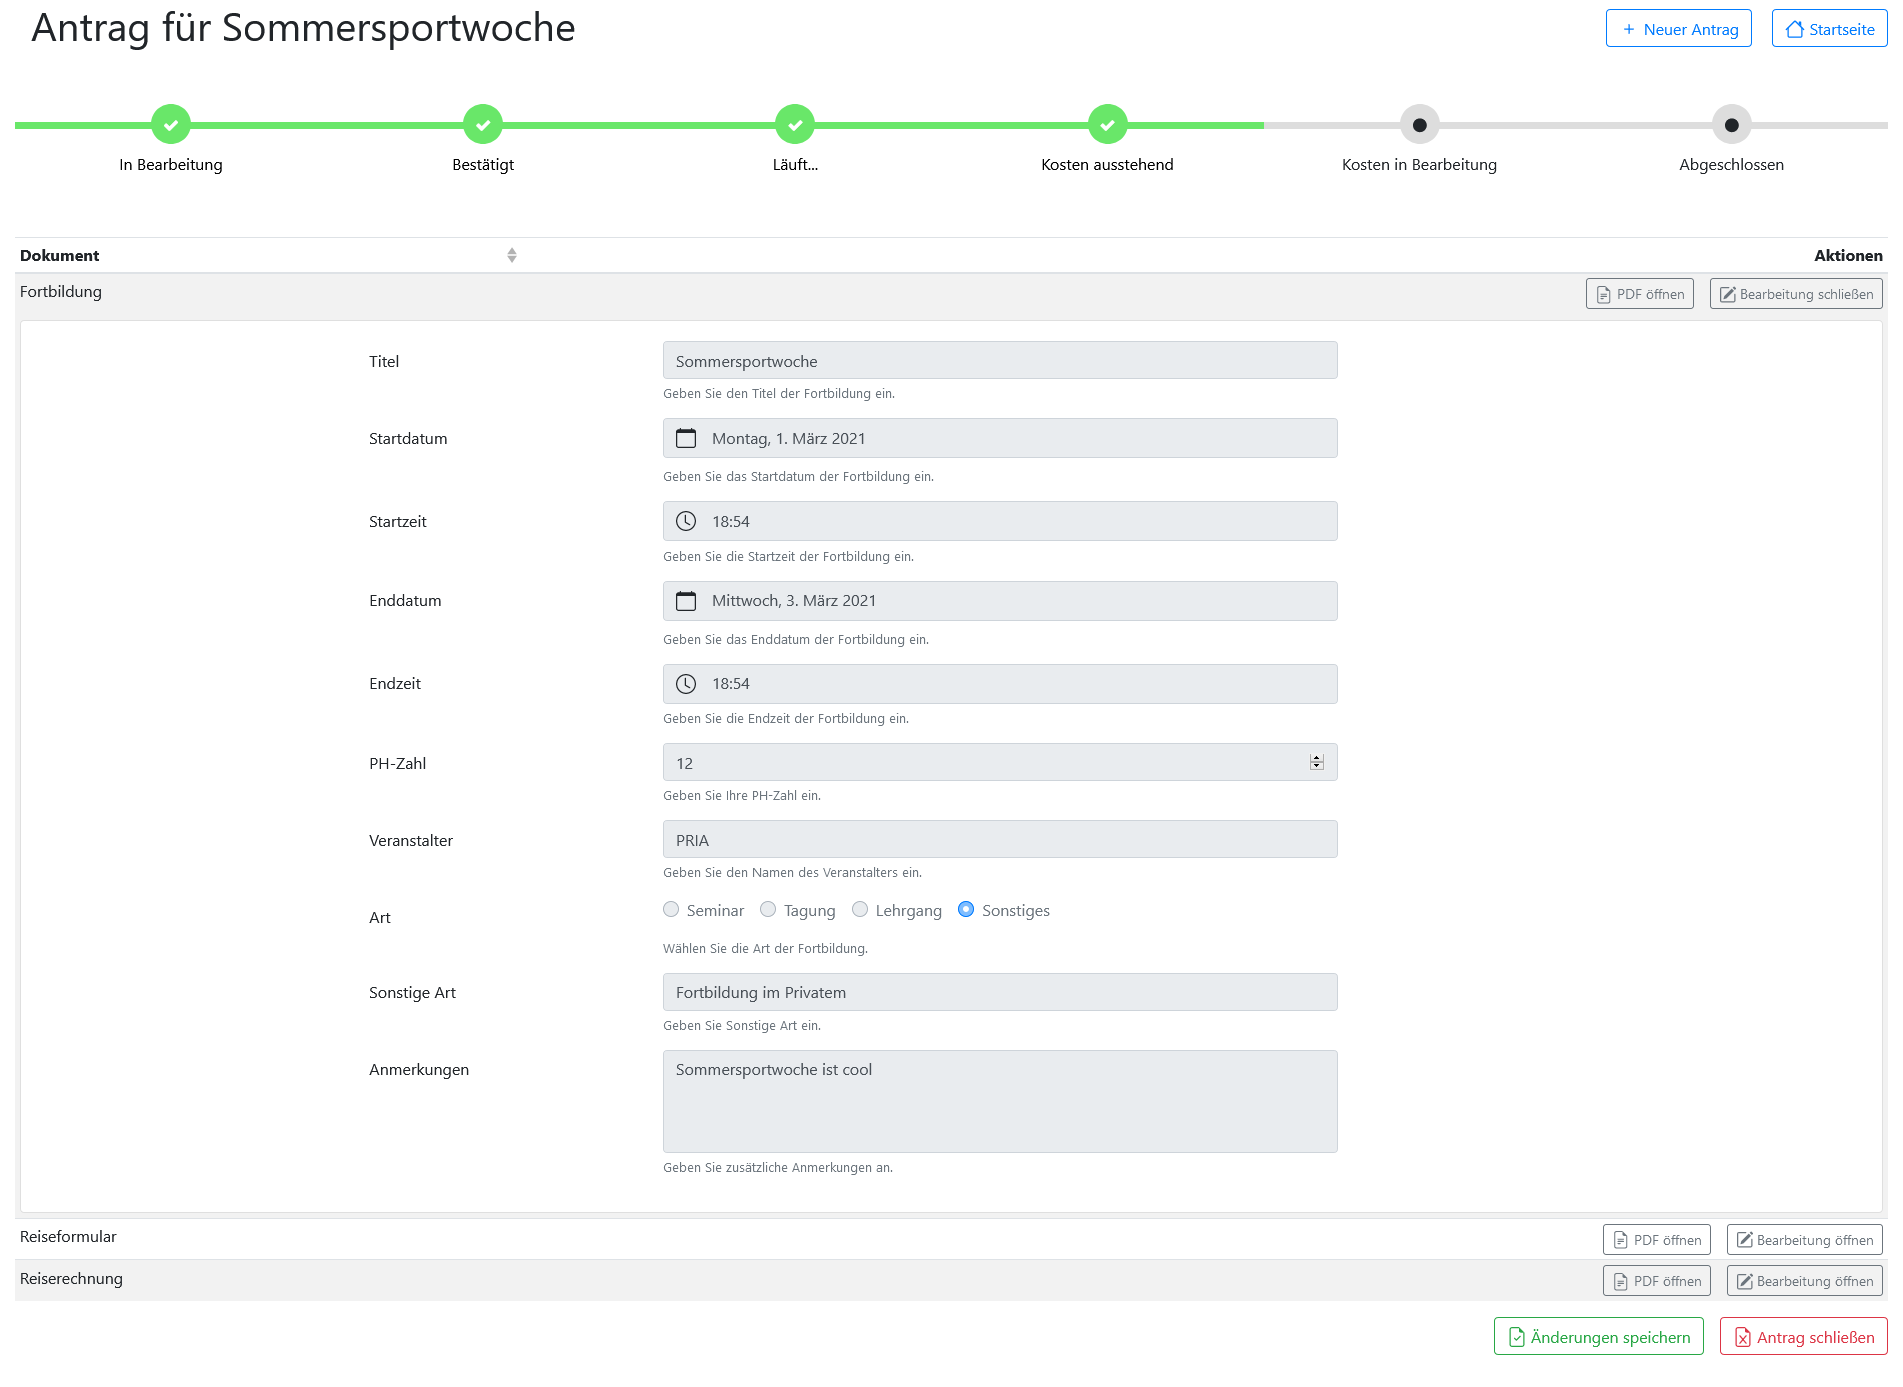 Antrag für Sommersportwoche
Neuer Antrag
Startseite
In Bearbeitung
Bestätigt
Läuft...
Kosten ausstehend
Kosten in Bearbeitung
Abgeschlossen
Dokument
Aktionen
Fortbildung
PDF öffnen
Bearbeitung schließen
Titel
Sommersportwoche
Geben Sie den Titel der Fortbildung ein.
Startdatum
Montag, 1. März 2021
Geben Sie das Startdatum der Fortbildung ein.
Startzeit
18:54
Geben Sie die Startzeit der Fortbildung ein.
Enddatum
Mittwoch, 3. März 2021
Geben Sie das Enddatum der Fortbildung ein.
Endzeit
18:54
Geben Sie die Endzeit der Fortbildung ein.
PH-Zahl
12
Geben Sie Ihre PH-Zahl ein.
Veranstalter
PRIA
Geben Sie den Namen des Veranstalters ein.
Art
Seminar
Tagung
Lehrgang
Sonstiges
Wählen Sie die Art der Fortbildung.
Sonstige Art
Fortbildung im Privatem
Geben Sie Sonstige Art ein.
Anmerkungen
Sommersportwoche ist cool
Geben Sie zusätzliche Anmerkungen an.
Reiseformular
PDF öffnen
Bearbeitung öffnen
Reiserechnung
PDF öffnen
Bearbeitung öffnen
Änderungen speichern
Antrag schließen